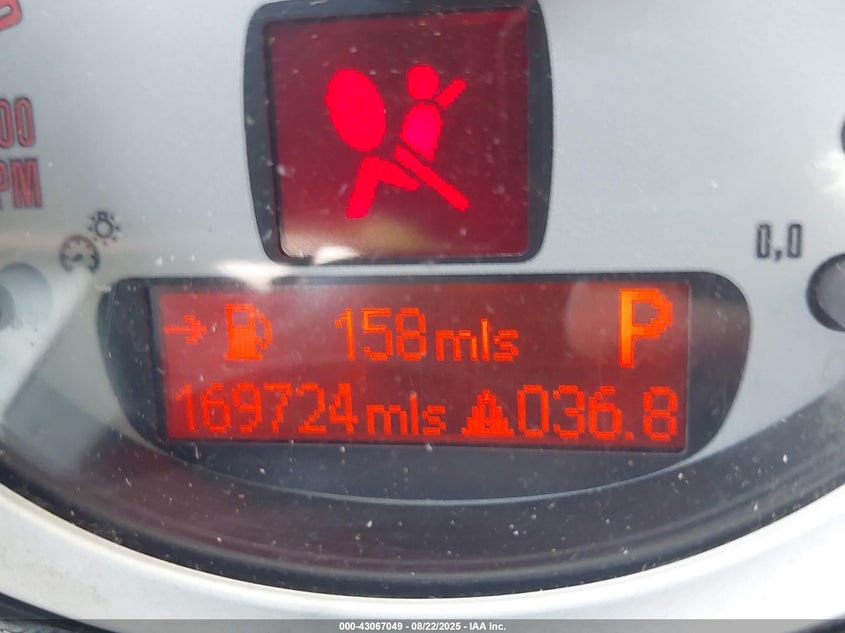 00
PM
0,0
158 mls P
169724 mls 036.8
000-43067049 - 08/22/2025 - IAA Inc.